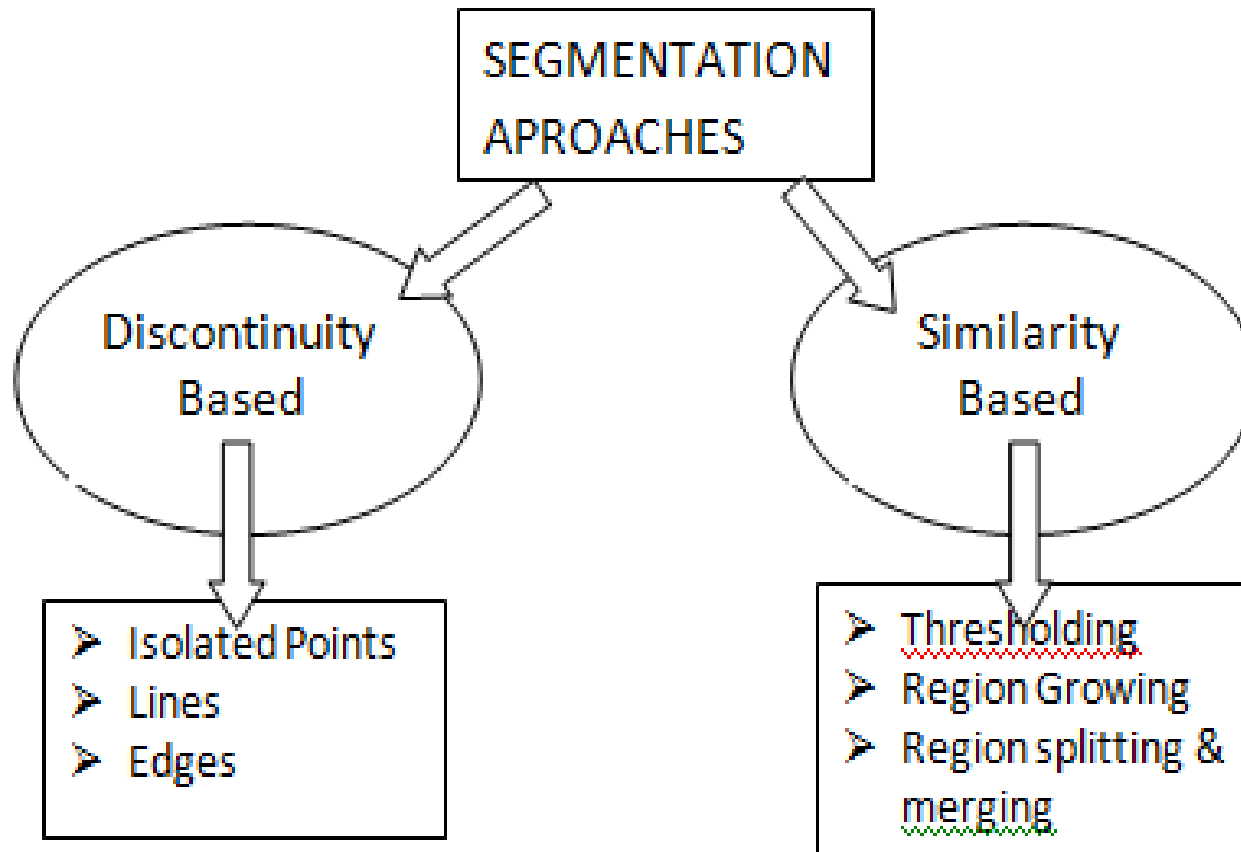 SEGMENTATION
APROACHES
Discontinuity
Based
Similarity
Based
➢ Isolated Points
➢ Lines
➢ Edges
➢ Thresholding
➢ Region Growing
➢ Region splitting &
merging